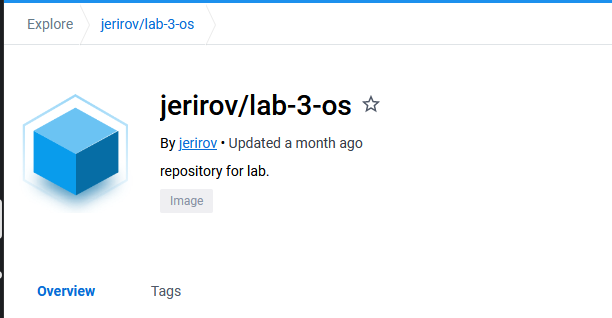 Explore jerirov/lab-3-os
jerirov/lab-3-os
By jerirov • Updated a month ago
repository for lab.
Image
Overview Tags